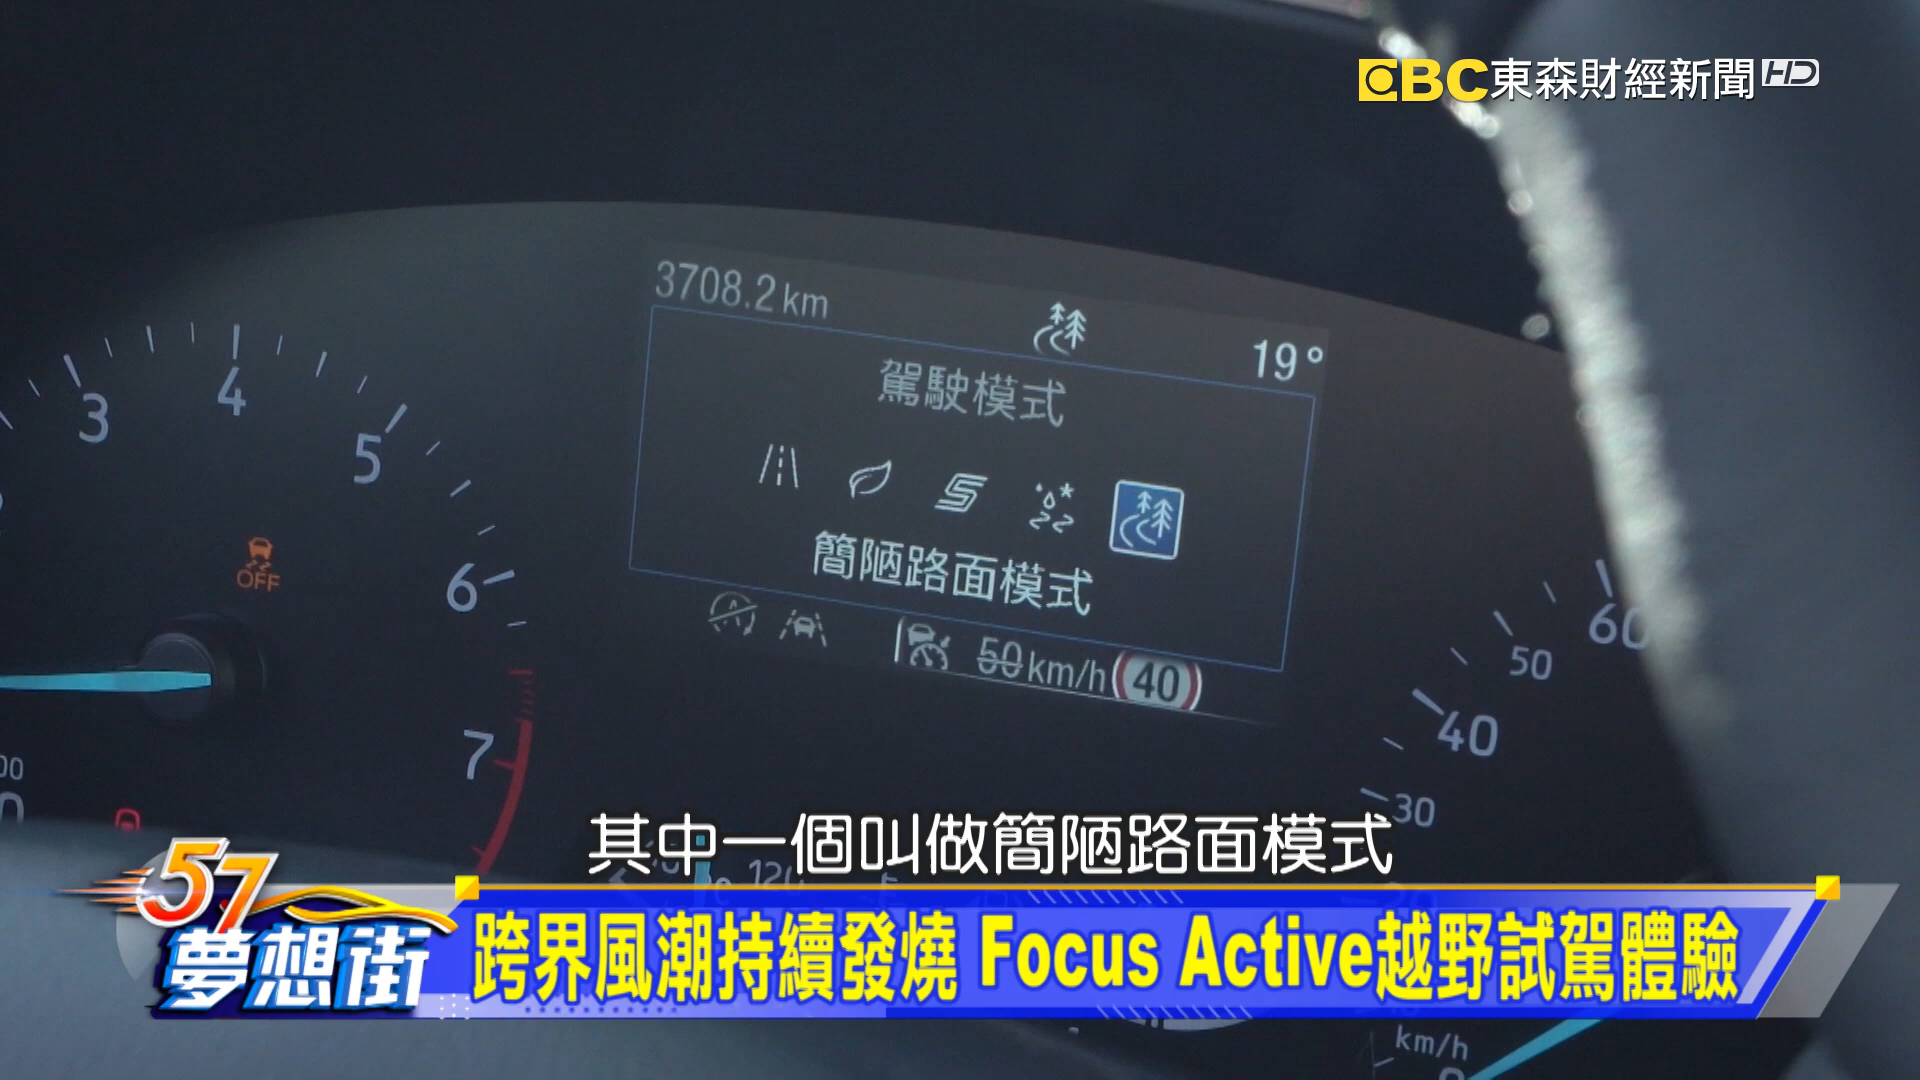 EBC東森財經新聞HD
3708.2 km
19°
駕駛模式
簡陋路面模式
50 km/h 40
3
4
5
6
7
OFF
60
50
40
30
120
km/h
其中一個叫做簡陋路面模式
57夢想街
跨界風潮持續發燒 Focus Active越野試駕體驗